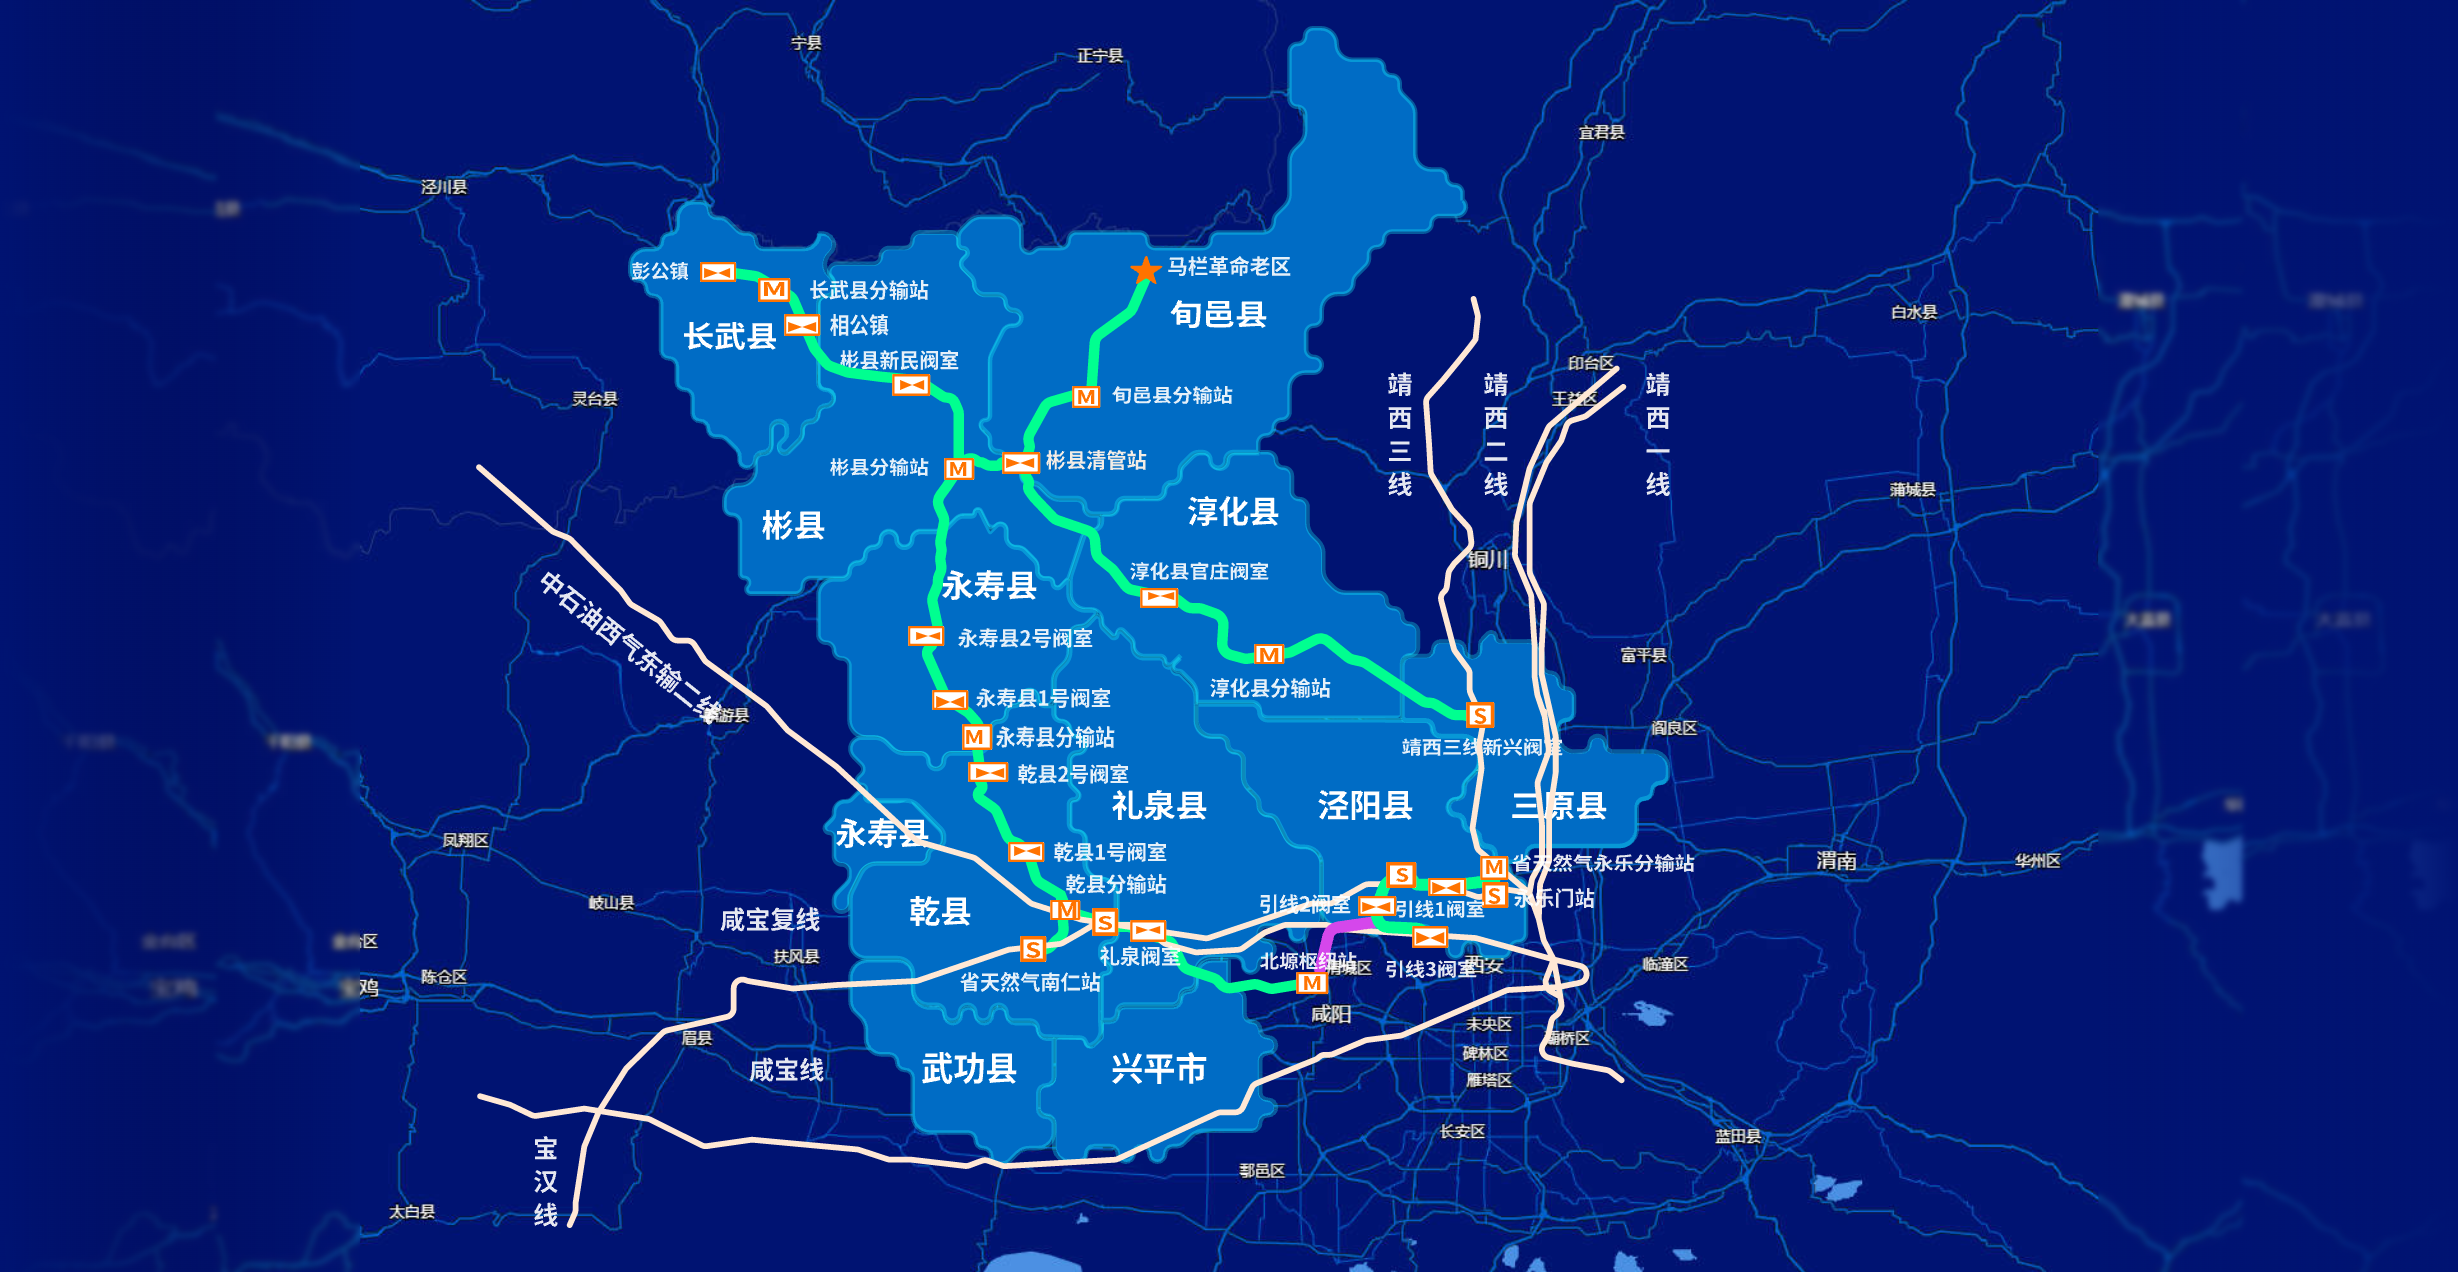 宁县
正宁县
宜君县
泾川县
彭公镇
马栏革命老区
长武县分输站
旬邑县
白水县
长武县
相公镇
彬县新民阀室
印台区
靖西三线
靖西二线
靖西一线
灵台县
旬邑县分输站
王益区
彬县分输站
彬县清管站
蒲城县
彬县
淳化县
铜川
淳化县官庄阀室
永寿县
中石油西气东输二线
永寿县2号阀室
富平县
淳化县分输站
永寿县1号阀室
游县
阎良区
永寿县分输站
靖西三线新兴阀室
乾县2号阀室
礼泉县
泾阳县
三原县
永寿县
凤翔区
乾县1号阀室
省天然气永乐分输站
渭南
华州区
乾县分输站
岐山县
咸宝复线
乾县
引线2阀室
引线1阀室
永乐门站
扶风县
礼泉阀室
北塬枢纽站
城区
引线3阀室
西安
临潼区
陈仓区
省天然气南仁站
宝鸡
咸阳
未央区
眉县
灞桥区
咸宝线
武功县
兴平市
碑林区
雁塔区
长安区
蓝田县
宝汉线
鄠邑区
太白县
M
M
M
M
S
M
M
S
M
S
M
S
S
M